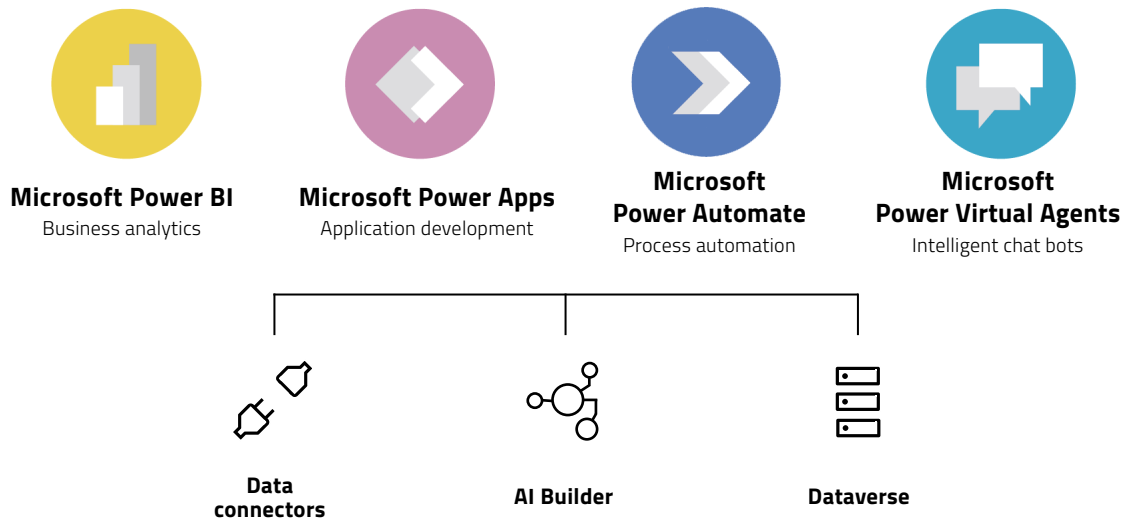 Microsoft Power BI
Business analytics
Microsoft Power Apps
Application development
Microsoft
Power Automate
Process automation
Microsoft
Power Virtual Agents
Intelligent chat bots
Data
connectors
AI Builder
Dataverse